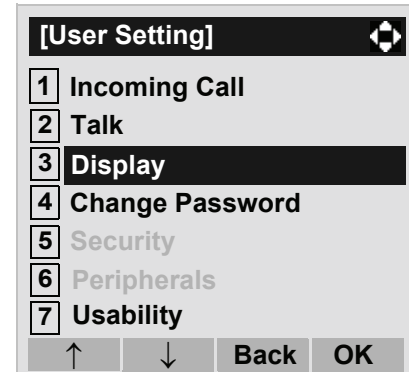 [User Setting]
1 Incoming Call
2 Talk
3 Display
4 Change Password
5 Security
6 Peripherals
7 Usability
↑ ↓ Back OK